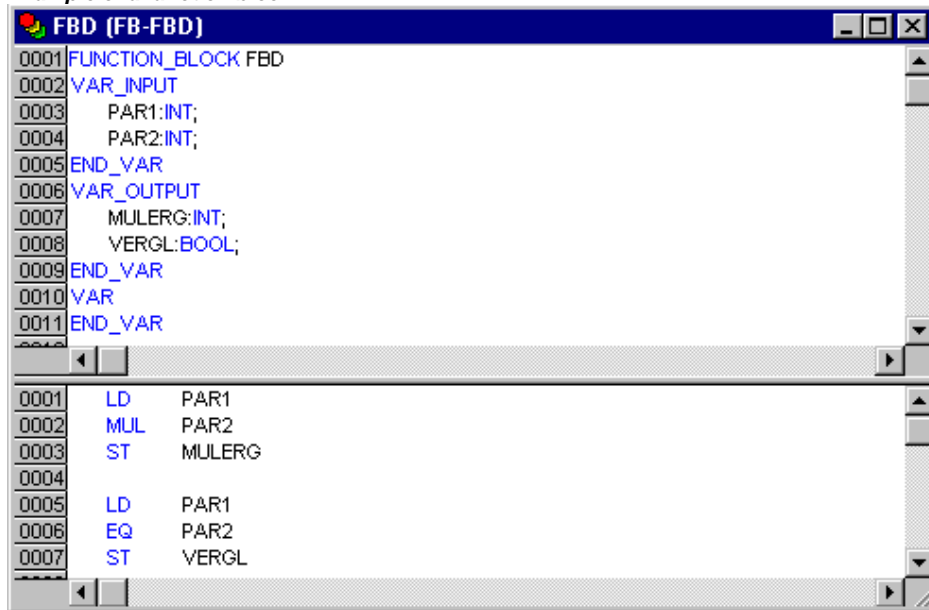 FBD (FB-FBD)
0001 FUNCTION_BLOCK FBD
0002 VAR_INPUT
0003 PAR1:INT;
0004 PAR2:INT;
0005 END_VAR
0006 VAR_OUTPUT
0007 MULERG:INT;
0008 VERGL:BOOL;
0009 END_VAR
0010 VAR
0011 END_VAR
0001 LD PAR1
0002 MUL PAR2
0003 ST MULERG
0004
0005 LD PAR1
0006 EQ PAR2
0007 ST VERGL